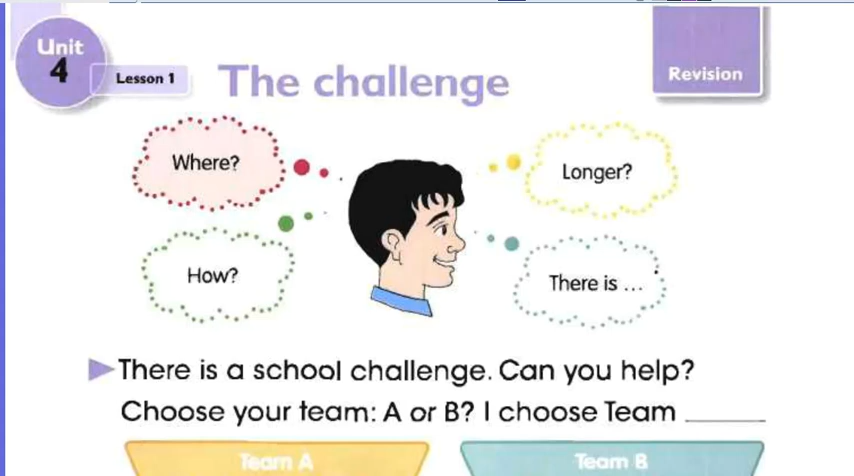 Unit
4
Lesson 1
The challenge
Revision
Where?
Longer?
How?
There is ...
There is a school challenge. Can you help?
Choose your team: A or B? I choose Team ______
Team A
Team B